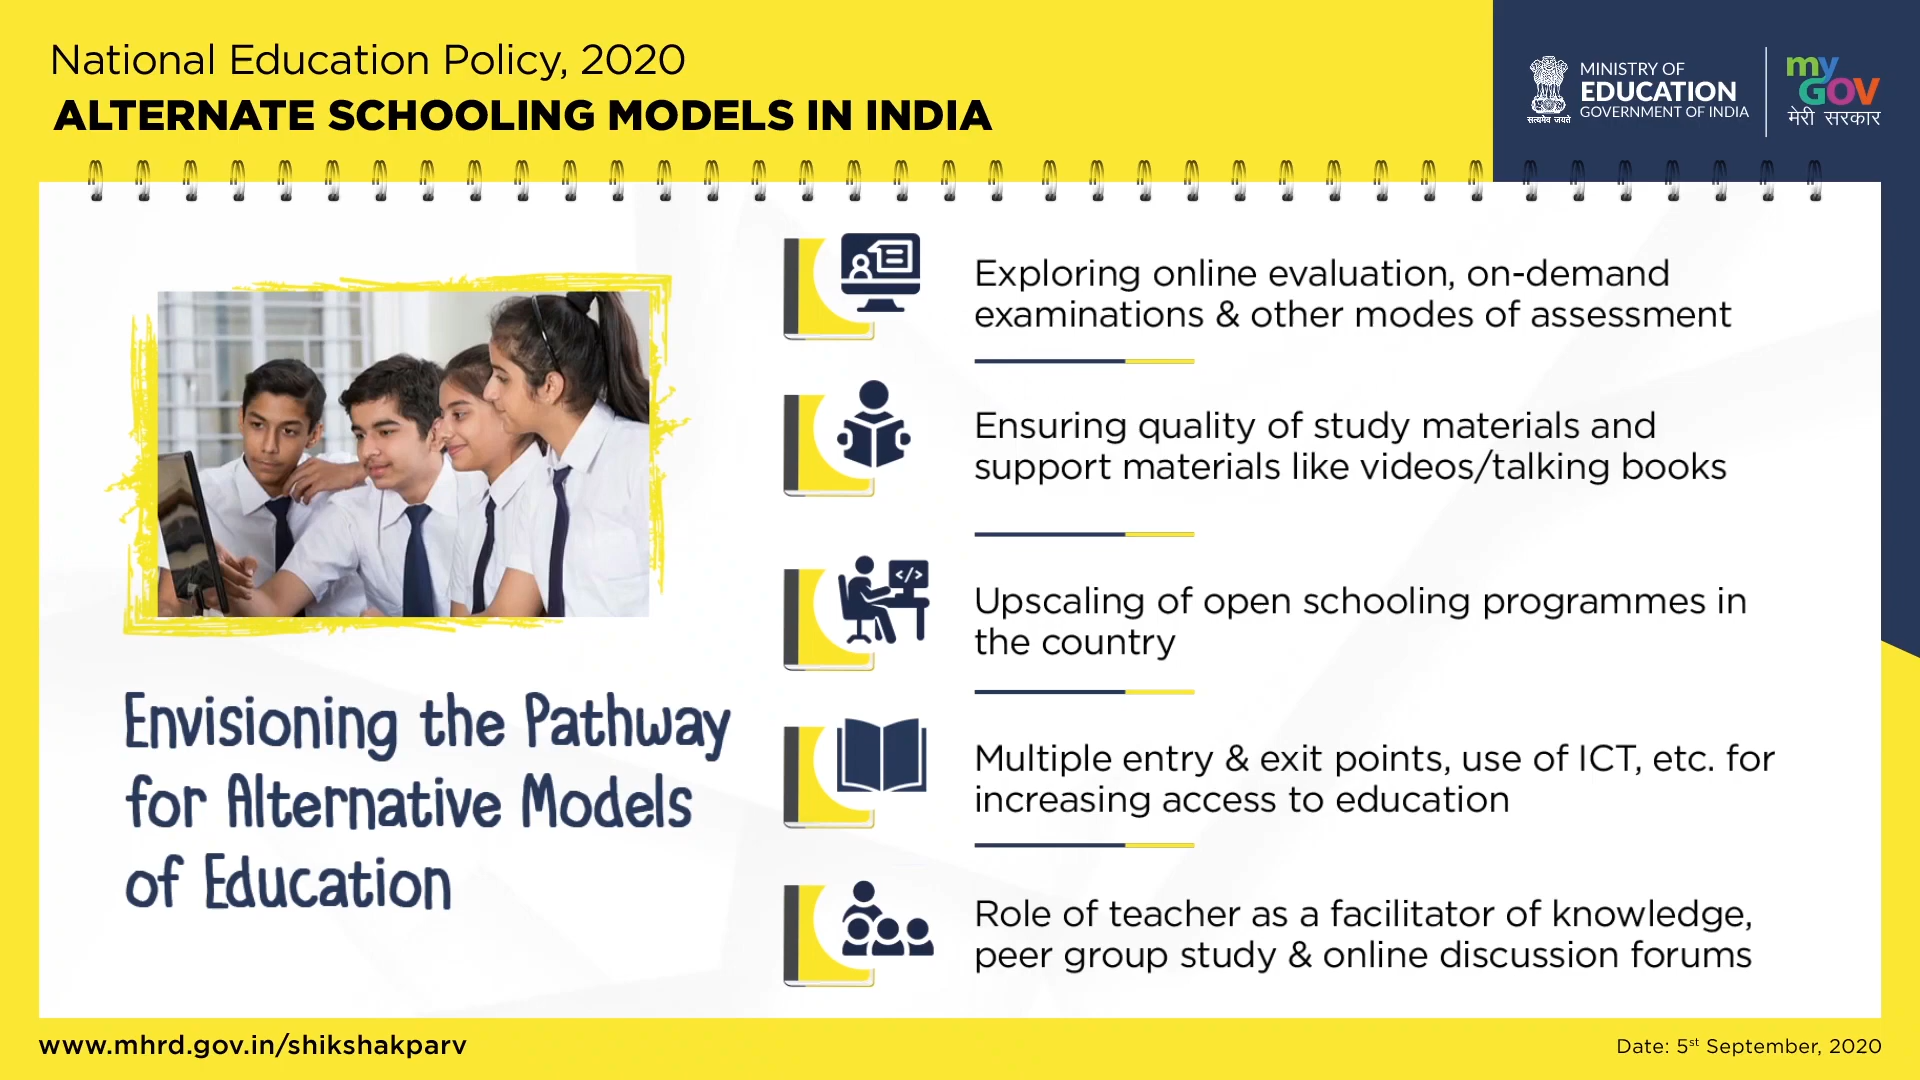 National Education Policy, 2020
ALTERNATE SCHOOLING MODELS IN INDIA
सत्यमेव जयते
MINISTRY OF
EDUCATION
GOVERNMENT OF INDIA
my
GOV
मेरी सरकार
Envisioning the Pathway
for Alternative Models
of Education
Exploring online evaluation, on-demand
examinations & other modes of assessment
Ensuring quality of study materials and
support materials like videos/talking books
</>
Upscaling of open schooling programmes in
the country
Multiple entry & exit points, use of ICT, etc. for
increasing access to education
Role of teacher as a facilitator of knowledge,
peer group study & online discussion forums
www.mhrd.gov.in/shikshakparv
Date: 5st September, 2020